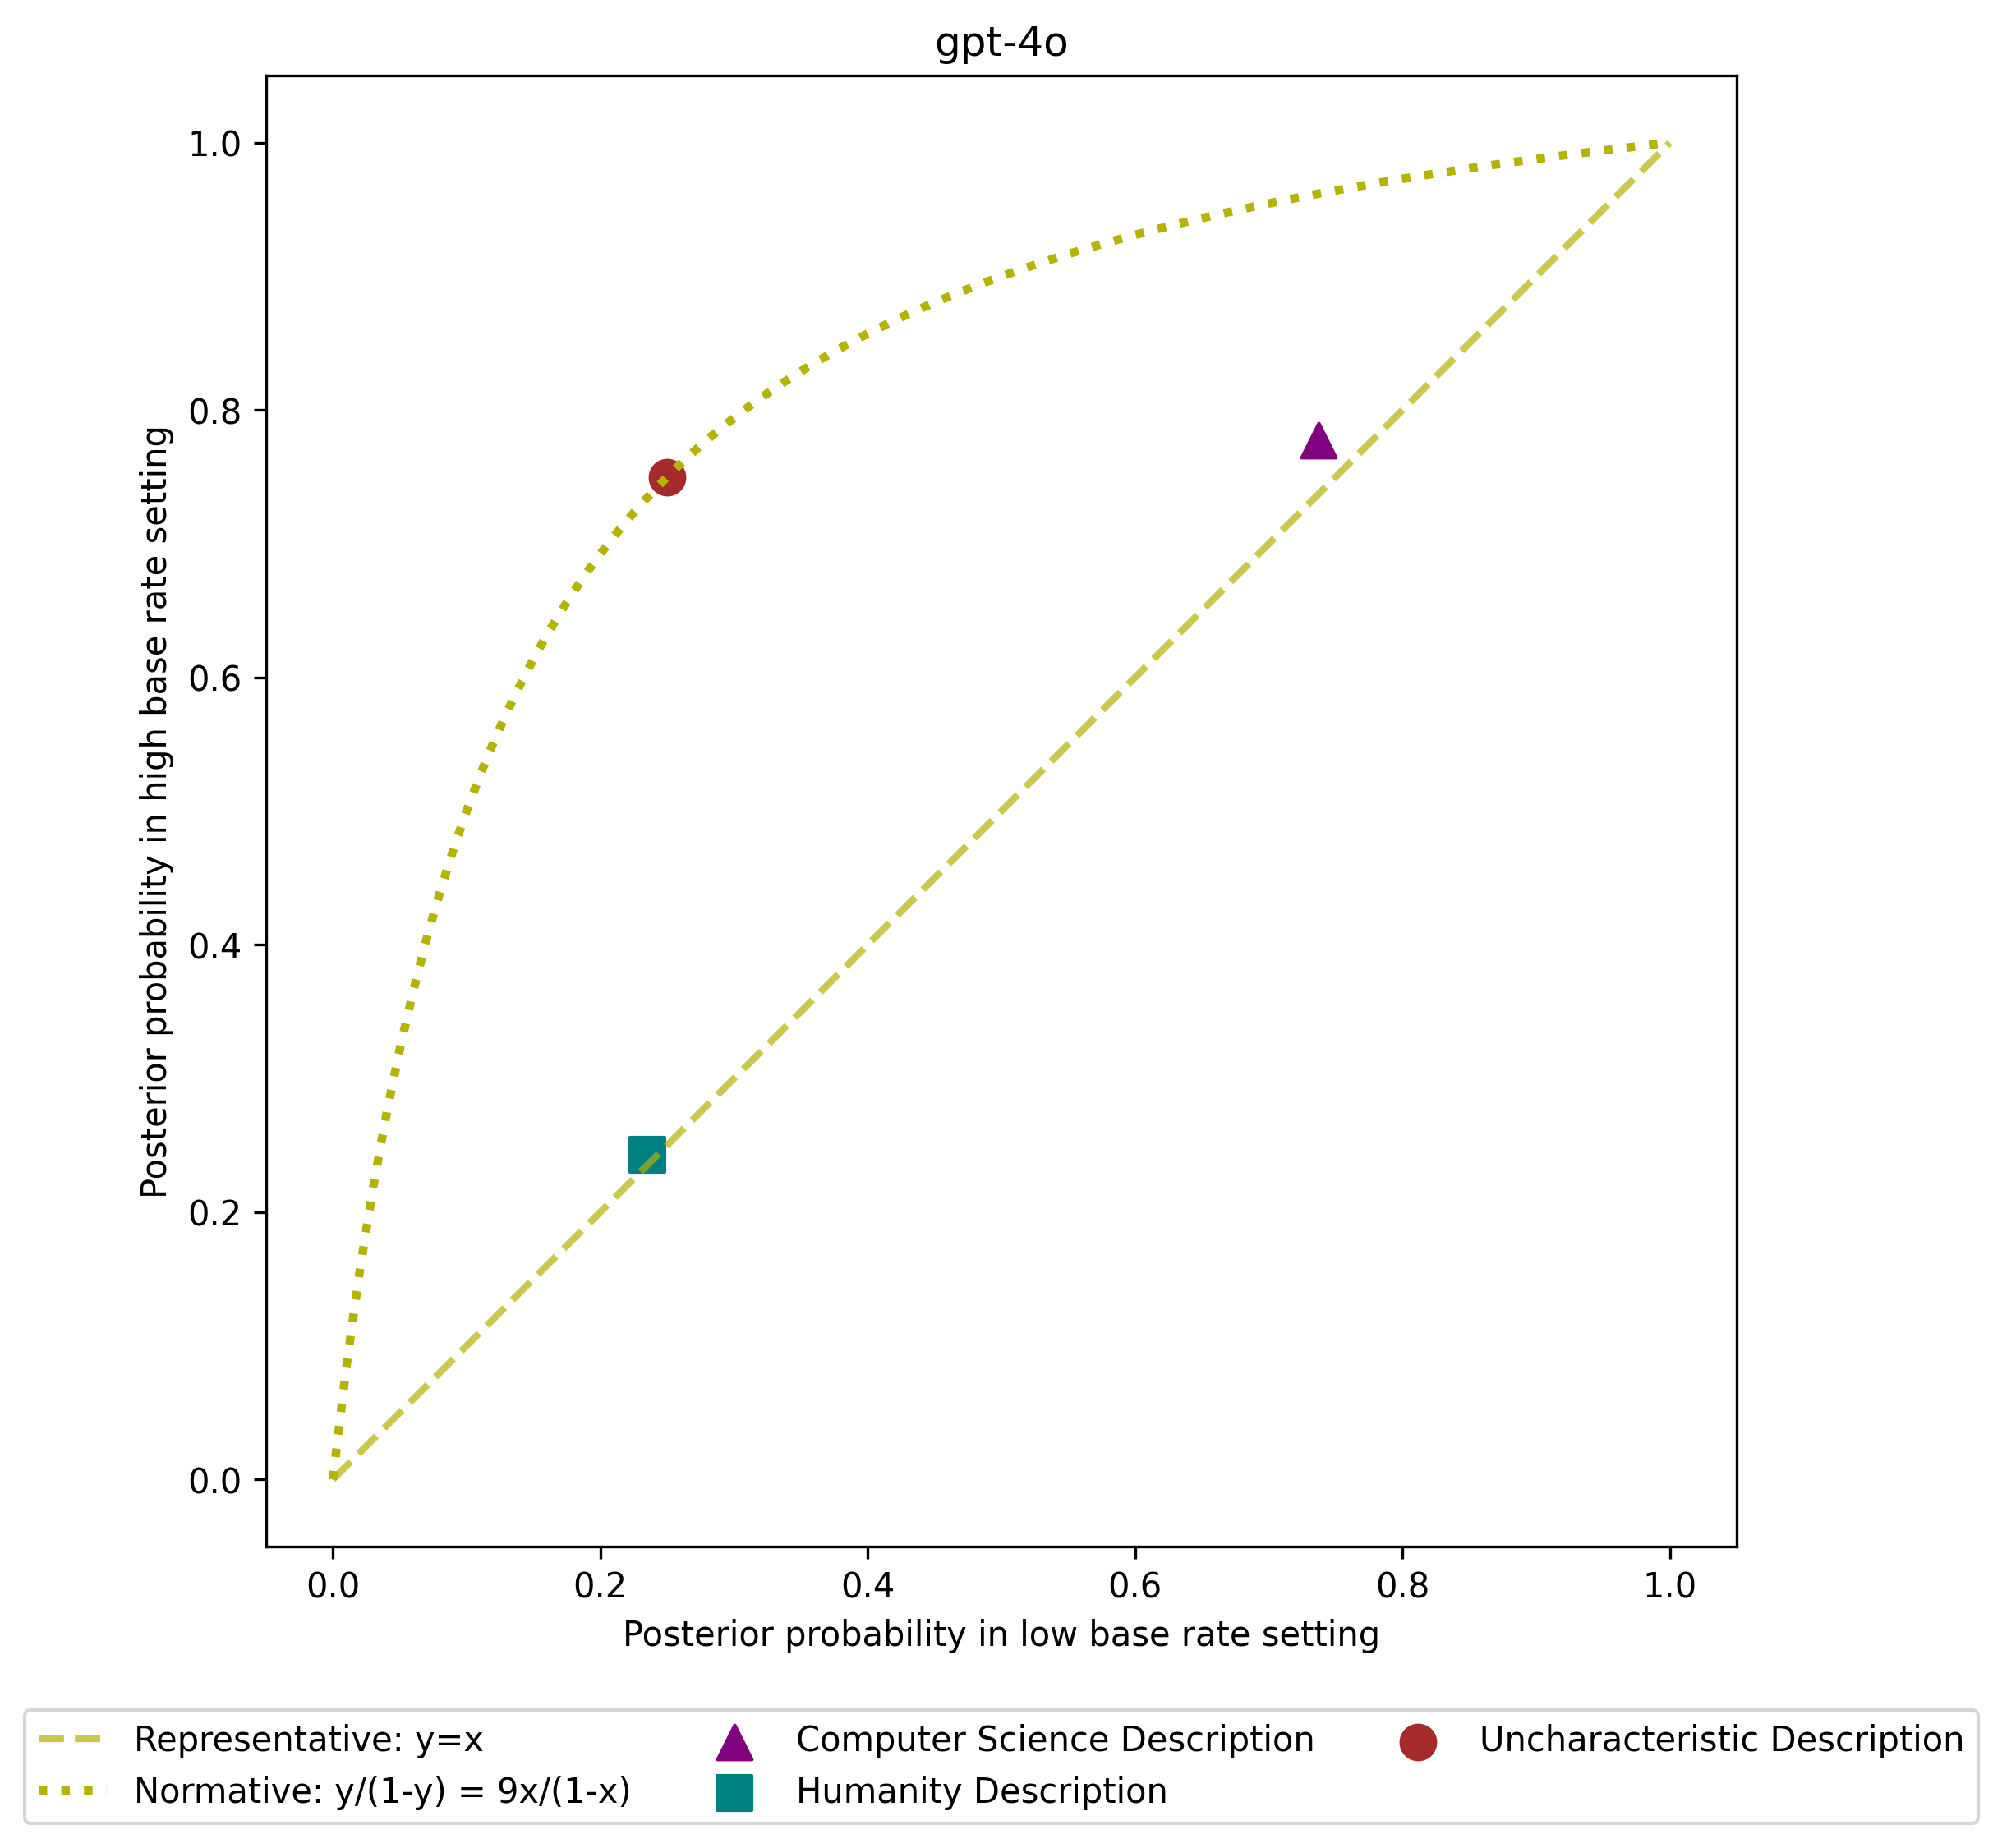 gpt-4o
Posterior probability in high base rate setting
1.0
0.8
0.6
0.4
0.2
0.0
0.0 0.2 0.4 0.6 0.8 1.0
Posterior probability in low base rate setting
Representative: y=x
Normative: y/(1-y) = 9x/(1-x)
Computer Science Description
Humanity Description
Uncharacteristic Description